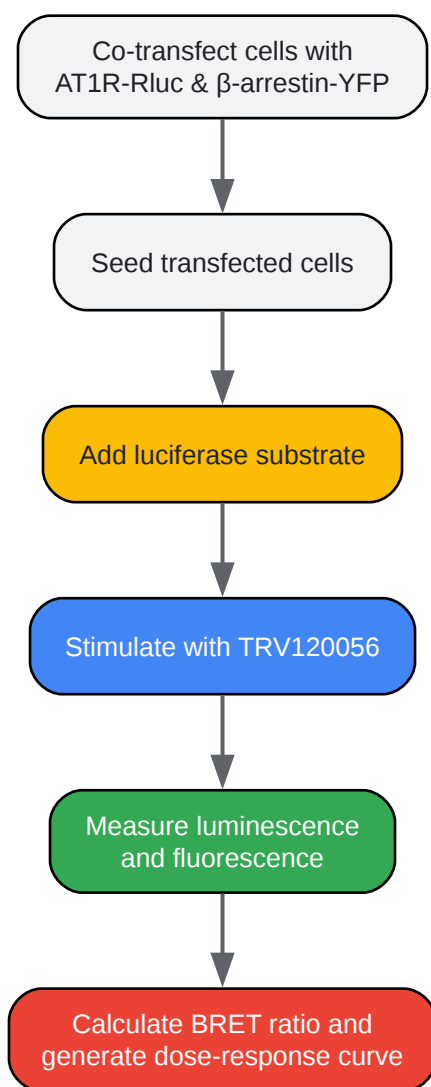 Co-transfect cells with
AT1R-Rluc & β-arrestin-YFP
Seed transfected cells
Add luciferase substrate
Stimulate with TRV120056
Measure luminescence
and fluorescence
Calculate BRET ratio and
generate dose-response curve